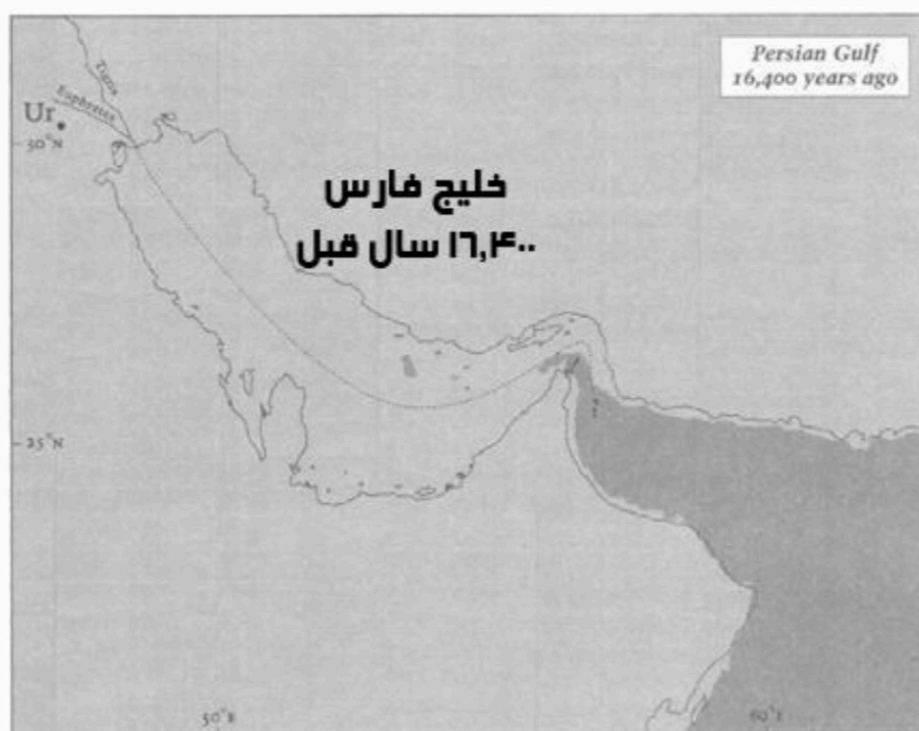 Persian Gulf
16,400 years ago
Tigris
Euphrates
Ur
30°N
خلیج فارس
۱۶,۴۰۰ سال قبل
25°N
50°E
60°E